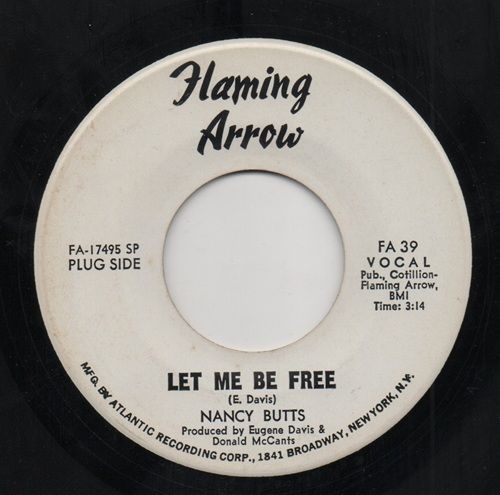 Flaming
Arrow
FA-17495 SP
PLUG SIDE
FA 39
VOCAL
Pub., Cotillion-
Flaming Arrow,
BMI
Time: 3:14
LET ME BE FREE
(E. Davis)
NANCY BUTTS
Produced by Eugene Davis &
Donald McCants
MFG. BY ATLANTIC RECORDING CORP., 1841 BROADWAY, NEW YORK, N.Y.